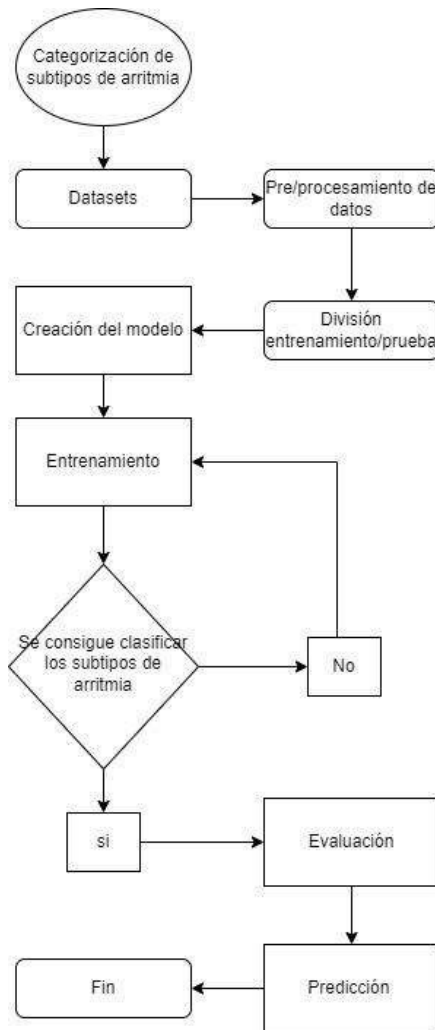 Categorización de
subtipos de arritmia
Datasets
Pre/procesamiento de
datos
División
entrenamiento/prueba
Creación del modelo
Entrenamiento
Se consigue clasificar
los subtipos de
arritmia
No
si
Evaluación
Predicción
Fin